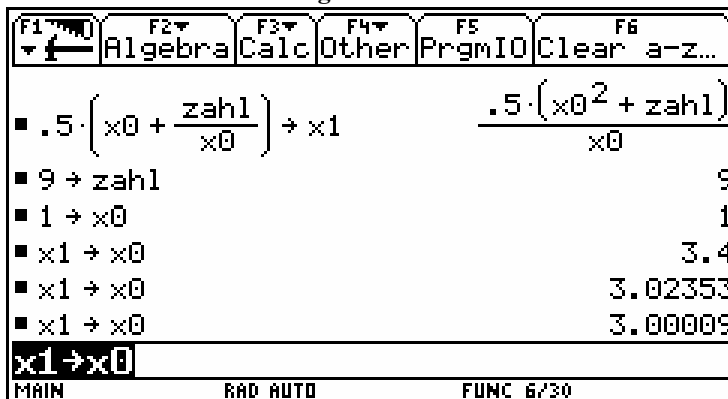 F1 F2 Algebra F3 Calc F4 Other F5 PrgmIO F6 Clear a-z…
.5·(x0 + zahl/x0) → x1 .5·(x0² + zahl)/x0
9 → zahl 9
1 → x0 1
x1 → x0 3.4
x1 → x0 3.02353
x1 → x0 3.00009
x1→x0
MAIN RAD AUTO FUNC 6/30